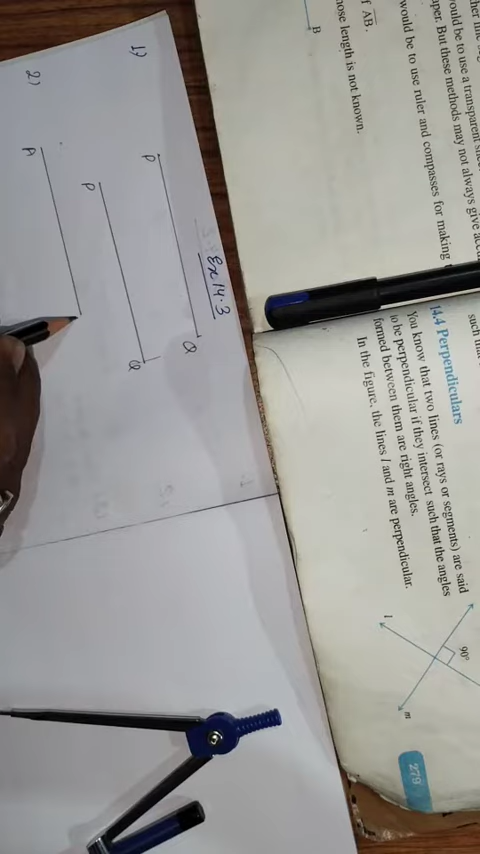 Ex 14.3
1)
P
Q
P
Q
2)
A
f AB.
B
hose length is not known.
would be to use a transparent
per. But these methods may not always give
would be to use ruler and compasses for making
such
14.4 Perpendiculars
You know that two lines (or rays or segments) are said
to be perpendicular if they intersect such that the angles
formed between them are right angles.
In the figure, the lines l and m are perpendicular.
90°
l
m
279